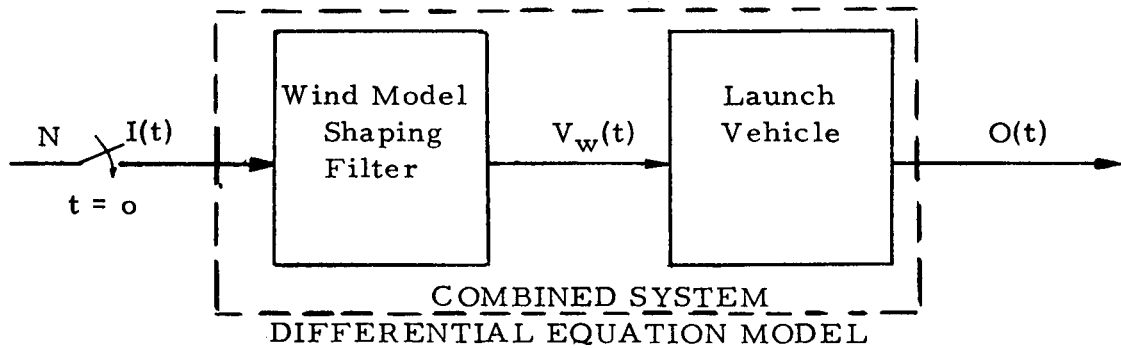 N
I(t)
t = o
Wind Model
Shaping
Filter
V_w(t)
Launch
Vehicle
O(t)
COMBINED SYSTEM
DIFFERENTIAL EQUATION MODEL